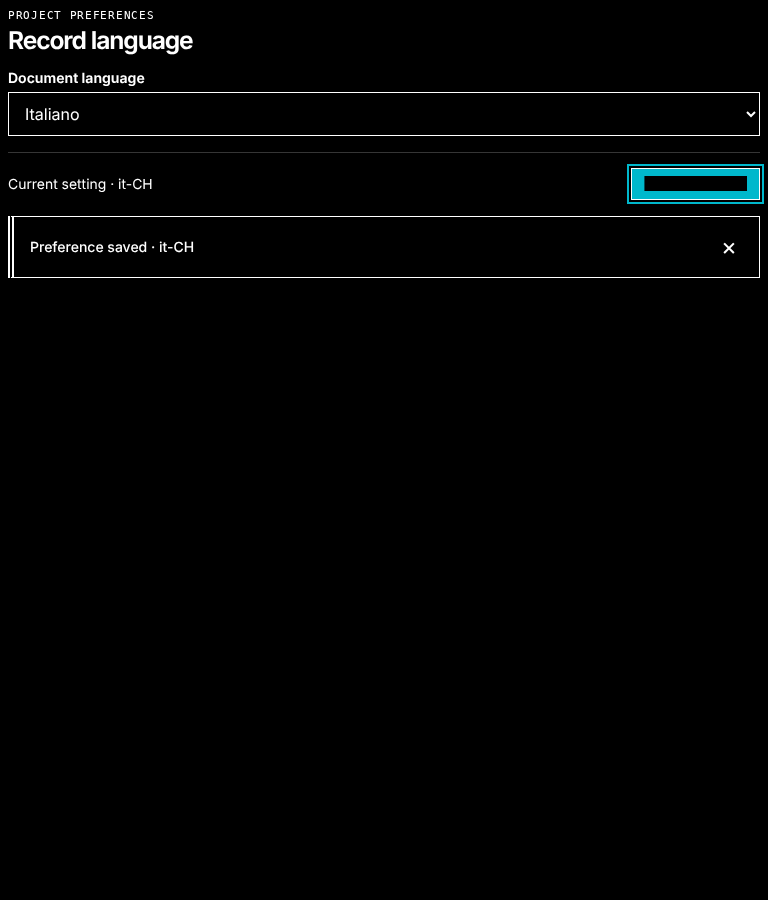 PROJECT PREFERENCES
Record language
Document language
Italiano
Current setting · it-CH
Preference saved · it-CH